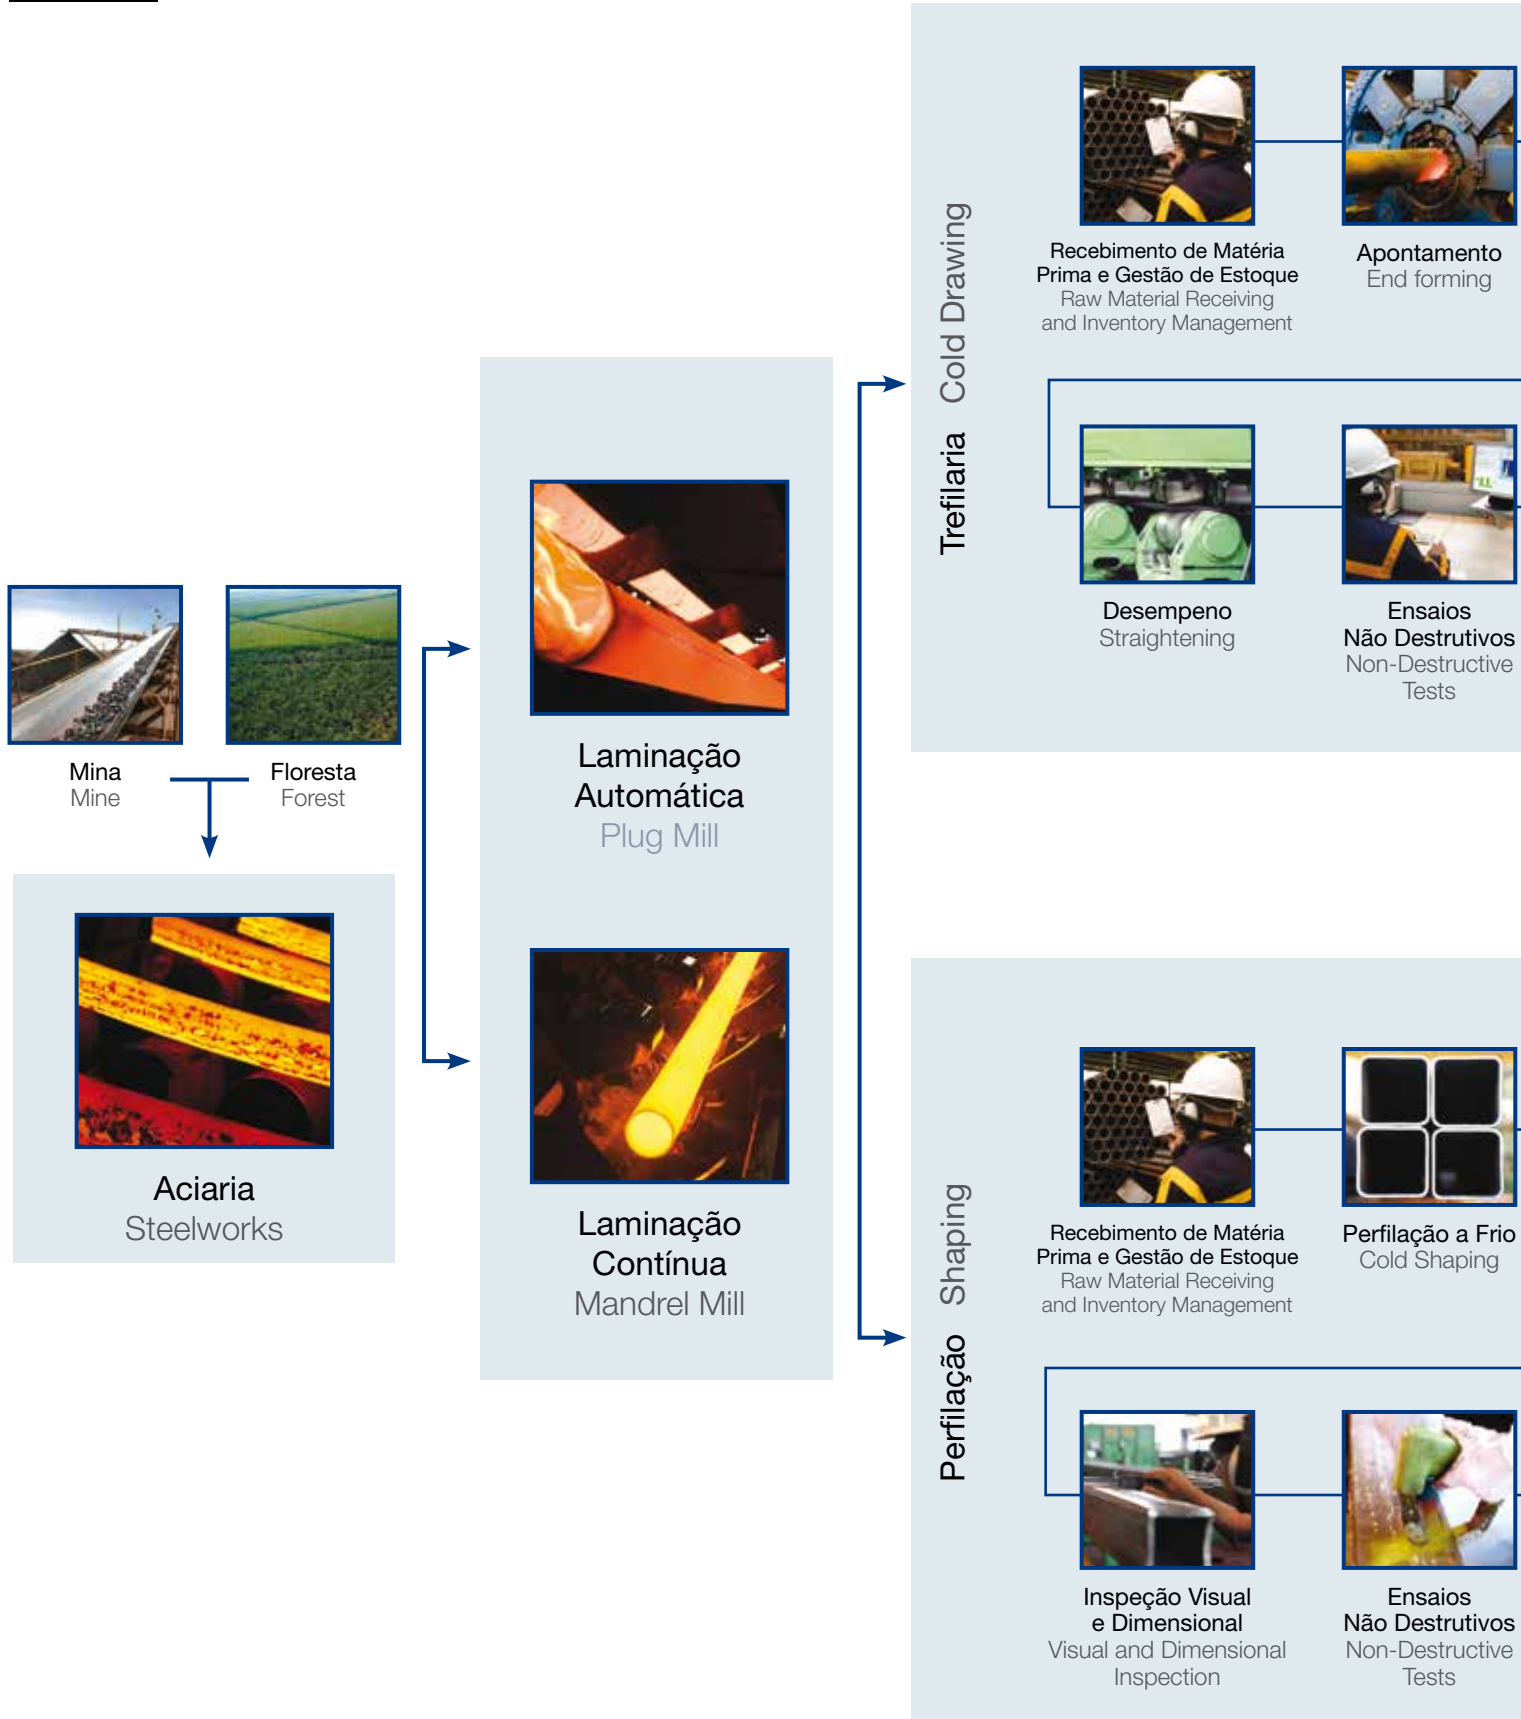 Mina
Mine
Floresta
Forest
Aciaria
Steelworks
Laminação
Automática
Plug Mill
Laminação
Contínua
Mandrel Mill
Trefilaria Cold Drawing
Recebimento de Matéria
Prima e Gestão de Estoque
Raw Material Receiving
and Inventory Management
Apontamento
End forming
Desempeno
Straightening
Ensaios
Não Destrutivos
Non-Destructive
Tests
Perfilação Shaping
Recebimento de Matéria
Prima e Gestão de Estoque
Raw Material Receiving
and Inventory Management
Perfilação a Frio
Cold Shaping
Inspeção Visual
e Dimensional
Visual and Dimensional
Inspection
Ensaios
Não Destrutivos
Non-Destructive
Tests